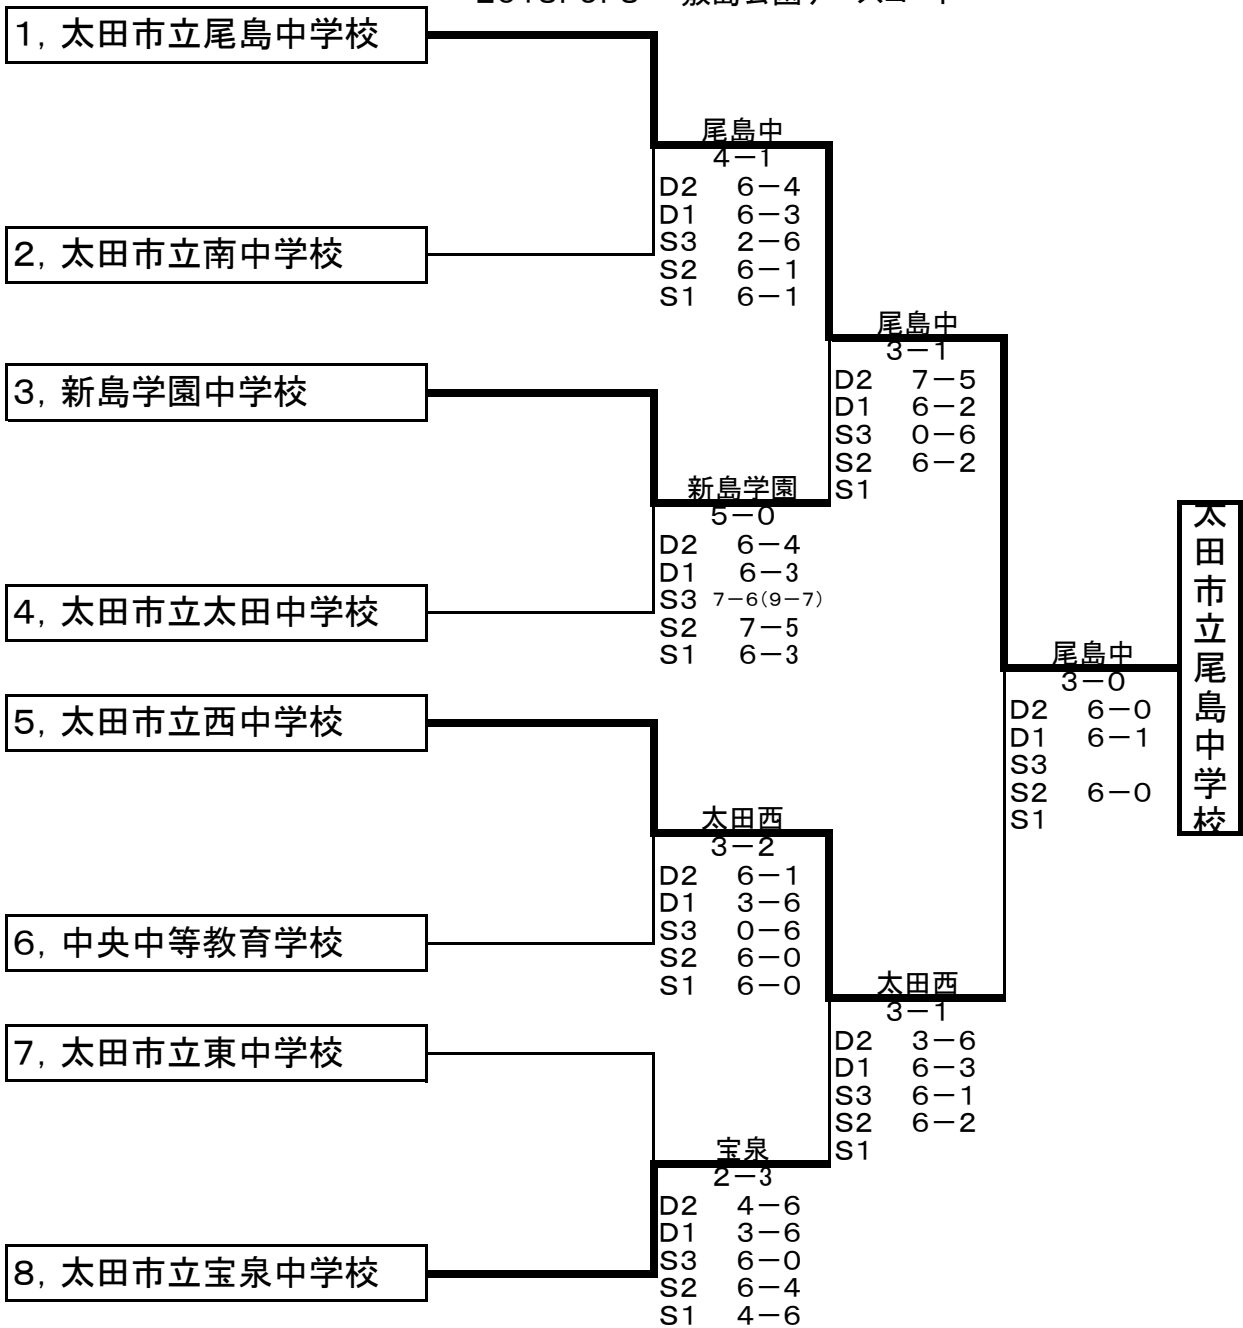 1, 太田市立尾島中学校
尾島中
4－1
D2 6－4
D1 6－3
S3 2－6
S2 6－1
S1 6－1
2, 太田市立南中学校
尾島中
3－1
D2 7－5
D1 6－2
S3 0－6
S2 6－2
S1
3, 新島学園中学校
新島学園
5－0
D2 6－4
D1 6－3
S3 7－6(9－7)
S2 7－5
S1 6－3
4, 太田市立太田中学校
尾島中
3－0
D2 6－0
D1 6－1
S3
S2 6－0
S1
太田市立尾島中学校
5, 太田市立西中学校
太田西
3－2
D2 6－1
D1 3－6
S3 0－6
S2 6－0
S1 6－0
6, 中央中等教育学校
太田西
3－1
D2 3－6
D1 6－3
S3 6－1
S2 6－2
S1
7, 太田市立東中学校
宝泉
2－3
D2 4－6
D1 3－6
S3 6－0
S2 6－4
S1 4－6
8, 太田市立宝泉中学校